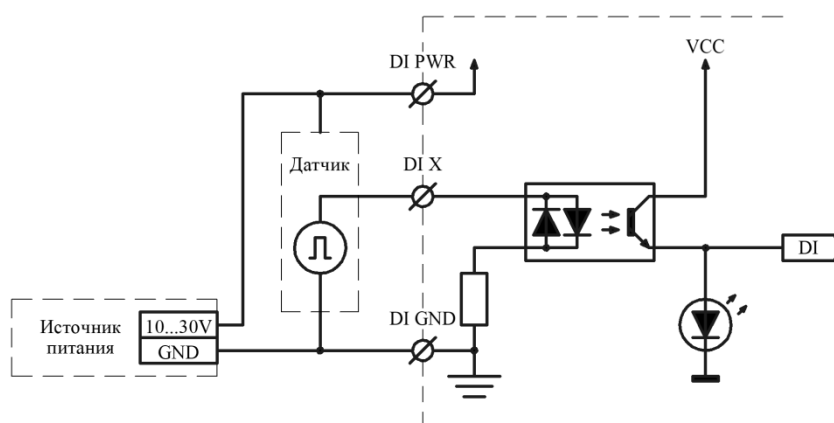 DI PWR
VCC
Датчик
DI X
DI
Источник
питания
10...30V
GND
DI GND